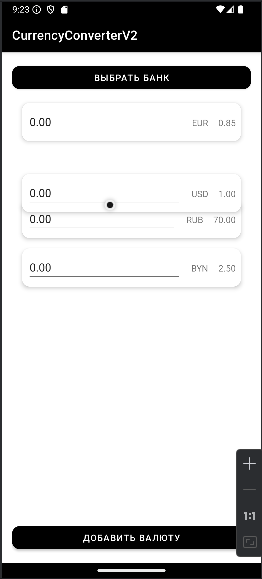 9:23
CurrencyConverterV2
ВЫБРАТЬ БАНК
0.00 EUR 0.85
0.00 USD 1.00
0.00 RUB 70.00
0.00 BYN 2.50
1:1
ДОБАВИТЬ ВАЛЮТУ